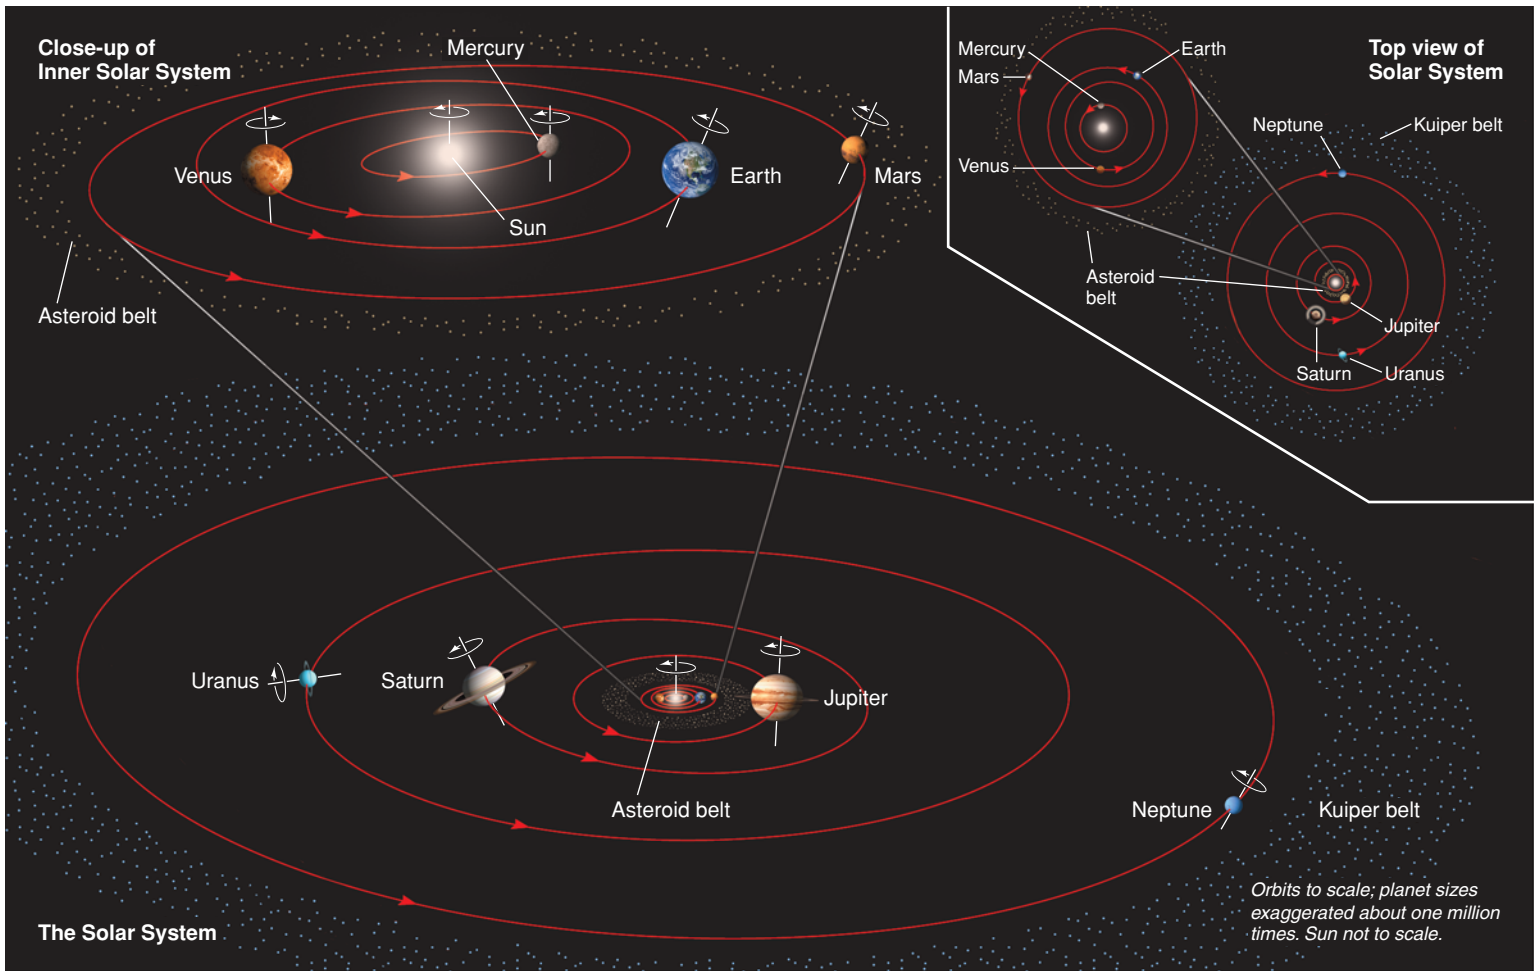 Close-up of
Inner Solar System
Mercury
Venus
Earth
Mars
Sun
Asteroid belt
Top view of
Solar System
Mercury
Earth
Mars
Neptune
Kuiper belt
Venus
Asteroid
belt
Jupiter
Saturn
Uranus
Uranus
Saturn
Jupiter
Asteroid belt
Neptune
Kuiper belt
Orbits to scale; planet sizes
exaggerated about one million
times. Sun not to scale.
The Solar System